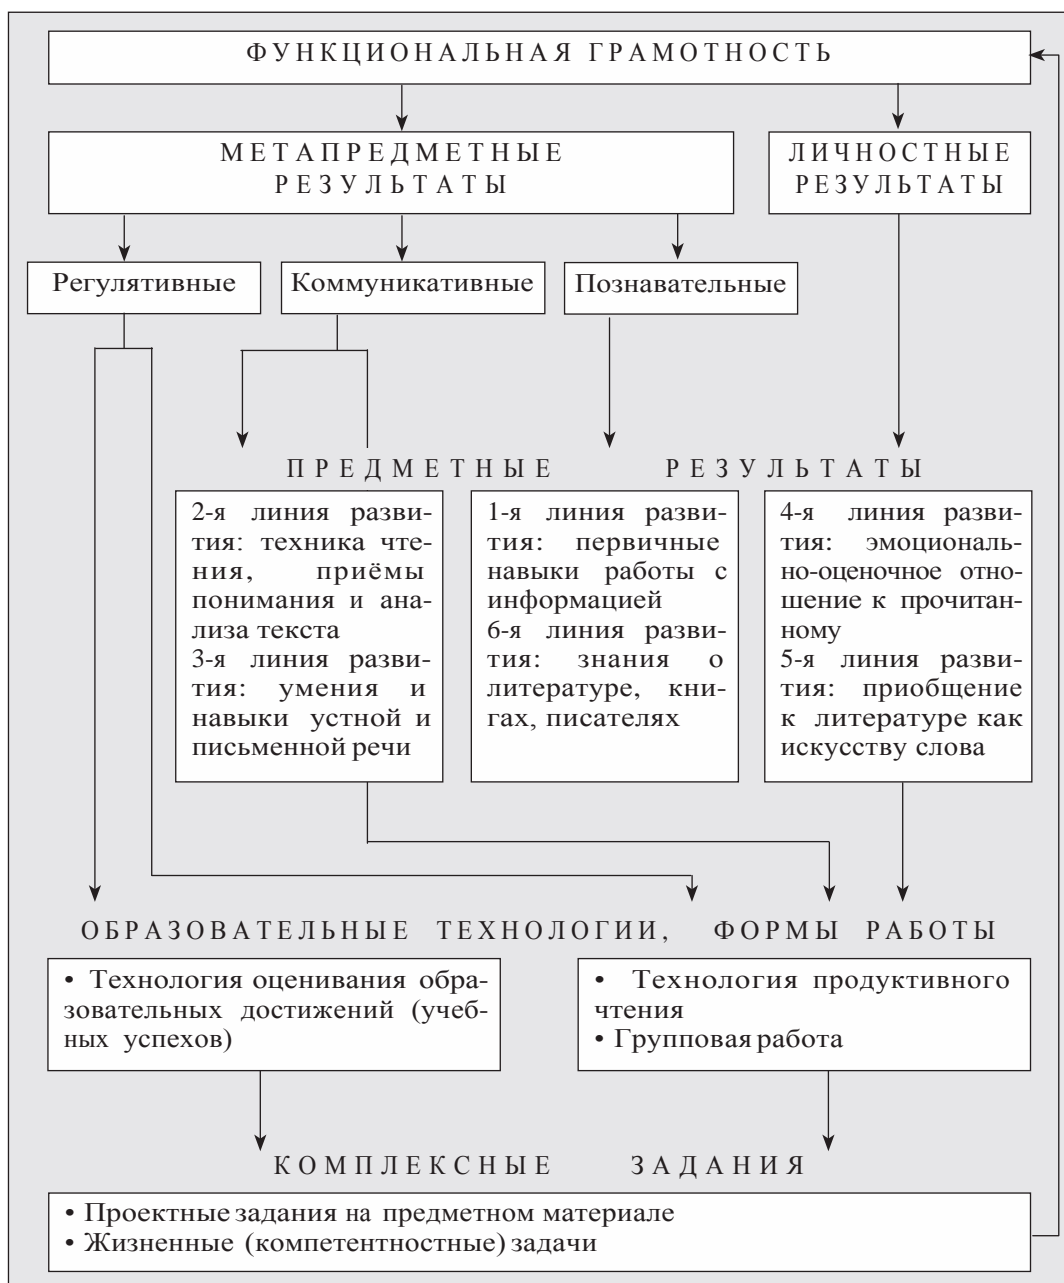 ФУНКЦИОНАЛЬНАЯ ГРАМОТНОСТЬ
МЕТАПРЕДМЕТНЫЕ
РЕЗУЛЬТАТЫ
ЛИЧНОСТНЫЕ
РЕЗУЛЬТАТЫ
Регулятивные
Коммуникативные
Познавательные
ПРЕДМЕТНЫЕ РЕЗУЛЬТАТЫ
2-я линия разви-
тия: техника чте-
ния, приёмы
понимания и ана-
лиза текста
3-я линия разви-
тия: умения и
навыки устной и
письменной речи
1-я линия разви-
тия: первичные
навыки работы с
информацией
6-я линия разви-
тия: знания о
литературе, кни-
гах, писателях
4-я линия разви-
тия: эмоциональ-
но-оценочное отно-
шение к прочитан-
ному
5-я линия разви-
тия: приобщение
к литературе как
искусству слова
ОБРАЗОВАТЕЛЬНЫЕ ТЕХНОЛОГИИ, ФОРМЫ РАБОТЫ
• Технология оценивания обра-
зовательных достижений (учеб-
ных успехов)
• Технология продуктивного
чтения
• Групповая работа
КОМПЛЕКСНЫЕ ЗАДАНИЯ
• Проектные задания на предметном материале
• Жизненные (компетентностные) задачи